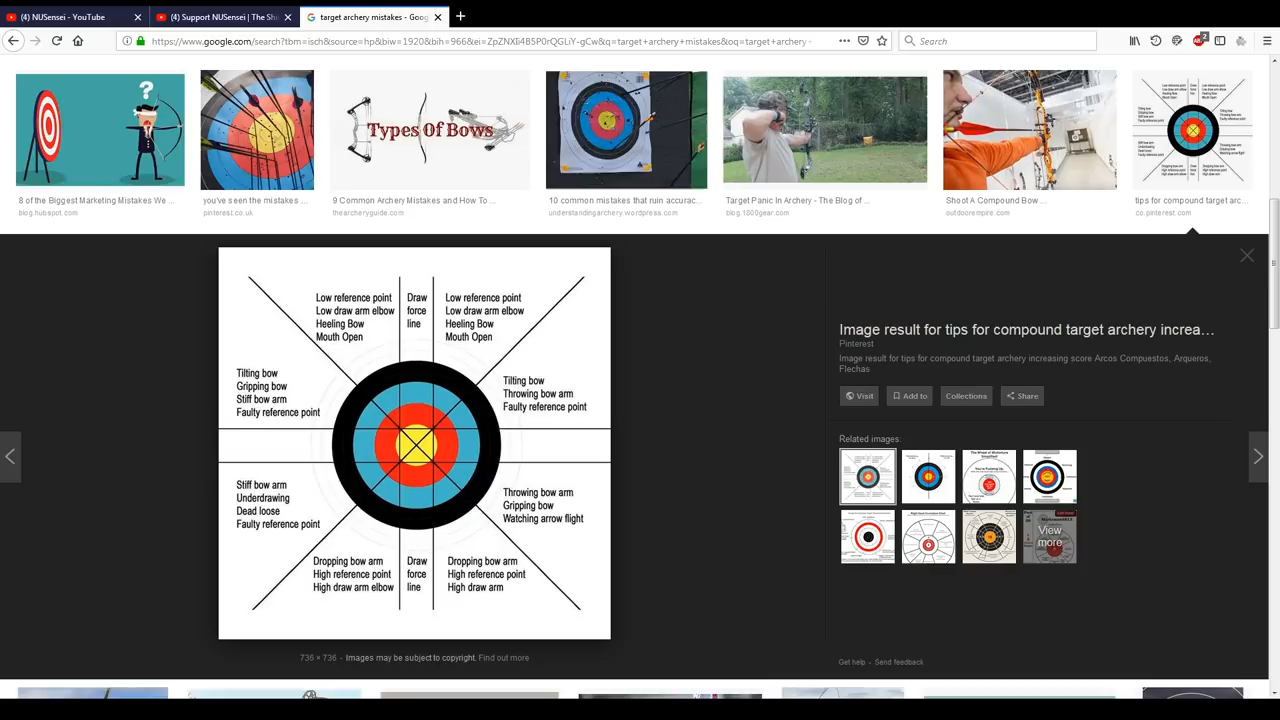 (4) NUSensei - YouTube
(4) Support NUSensei | The Shi
target archery mistakes - Goog
https://www.google.com/search?tbm=isch&source=hp&biw=1920&bih=966&ei=ZpZNXIi4B5P0rQGLiY-gCw&q=target+archery+mistakes&oq=target+archery-
Search
2
?
Types Of Bows
8 of the Biggest Marketing Mistakes We ...
blog.hubspot.com
you've seen the mistakes ...
pinterest.co.uk
9 Common Archery Mistakes and How To ...
thearcheryguide.com
10 common mistakes that ruin accurac...
understandingarchery.wordpress.com
Target Panic In Archery - The Blog of ...
blog.1800gear.com
Shoot A Compound Bow ...
outdoorempire.com
tips for compound target arc...
co.pinterest.com
Low reference point
Low draw arm elbow
Heeling Bow
Mouth Open
Draw
force
line
Low reference point
Low draw arm elbow
Heeling Bow
Mouth Open
Tilting bow
Gripping bow
Stiff bow arm
Faulty reference point
Tilting bow
Throwing bow arm
Faulty reference point
Stiff bow arm
Underdrawing
Dead loose
Faulty reference point
Throwing bow arm
Gripping bow
Watching arrow flight
Dropping bow arm
High reference point
High draw arm elbow
Draw
force
line
Dropping bow arm
High reference point
High draw arm
736 × 736 - Images may be subject to copyright. Find out more
Image result for tips for compound target archery increa...
Pinterest
Image result for tips for compound target archery increasing score Arcos Compuestos, Arqueros,
Flechas
Visit
Add to
Collections
Share
Related images:
View
more
Get help - Send feedback